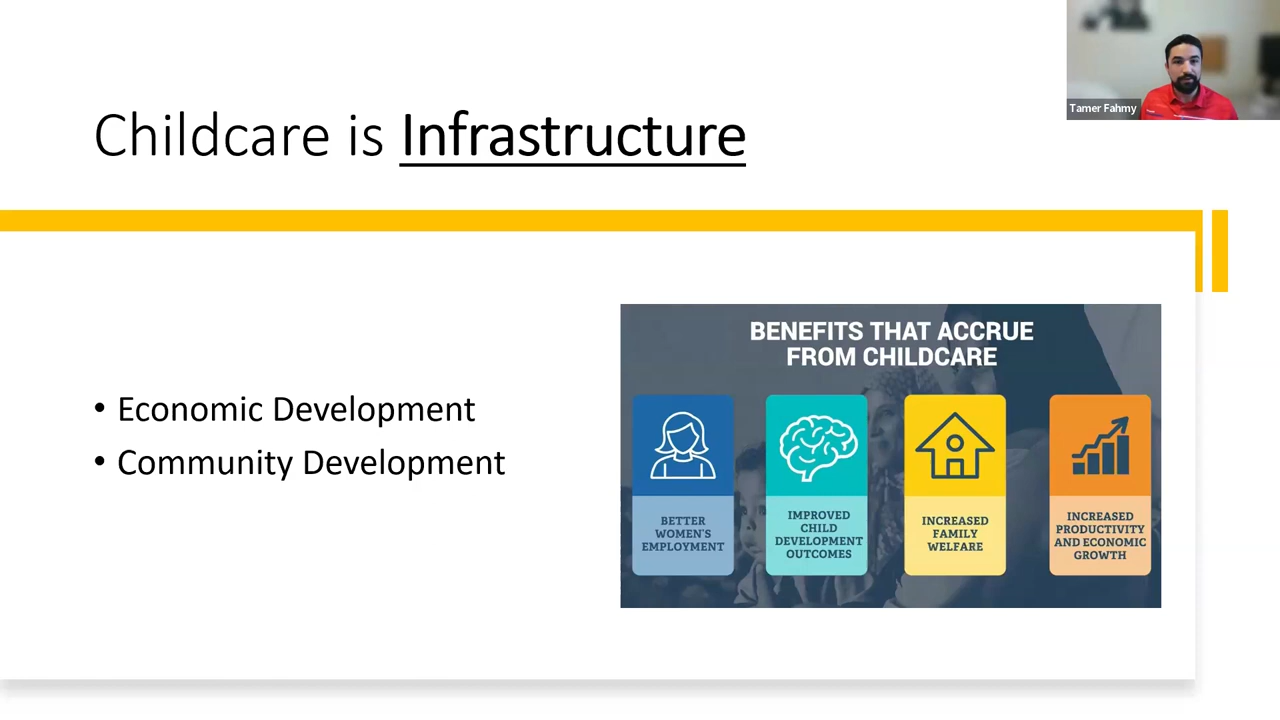 Tamer Fahmy
Childcare is Infrastructure
• Economic Development
• Community Development
BENEFITS THAT ACCRUE
FROM CHILDCARE
BETTER
WOMEN'S
EMPLOYMENT
IMPROVED
CHILD
DEVELOPMENT
OUTCOMES
INCREASED
FAMILY
WELFARE
INCREASED
PRODUCTIVITY
AND ECONOMIC
GROWTH